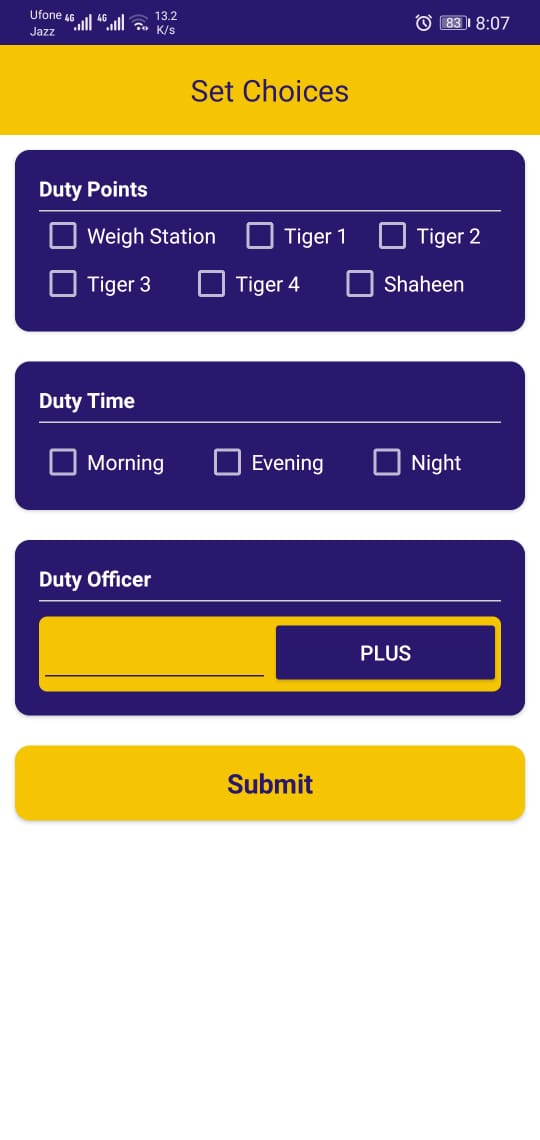 Ufone 4G 4G 13.2 83 8:07
Jazz K/s
Set Choices
Duty Points
Weigh Station Tiger 1 Tiger 2
Tiger 3 Tiger 4 Shaheen
Duty Time
Morning Evening Night
Duty Officer
PLUS
Submit